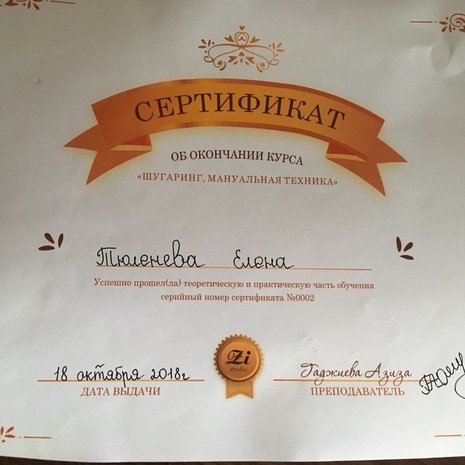 СЕРТИФИКАТ
ОБ ОКОНЧАНИИ КУРСА
«ШУГАРИНГ, МАНУАЛЬНАЯ ТЕХНИКА»
Тюленева Елена
Успешно прошел(ла) теоретическую и практическую часть обучения
серийный номер сертификата №0002
Zi
studio
18 октября 2018г
ДАТА ВЫДАЧИ
Гаджиева Азиза
ПРЕПОДАВАТЕЛЬ